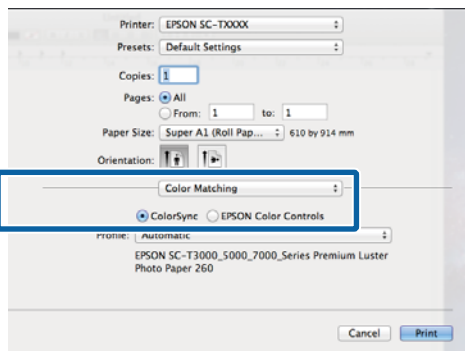 Printer: EPSON SC-TXXXX
Presets: Default Settings
Copies: 1
Pages: All
From: 1 to: 1
Paper Size: Super A1 (Roll Pap... 610 by 914 mm
Orientation:
Color Matching
ColorSync EPSON Color Controls
Profile: Automatic
EPSON SC-T3000_5000_7000_Series Premium Luster
Photo Paper 260
Cancel Print